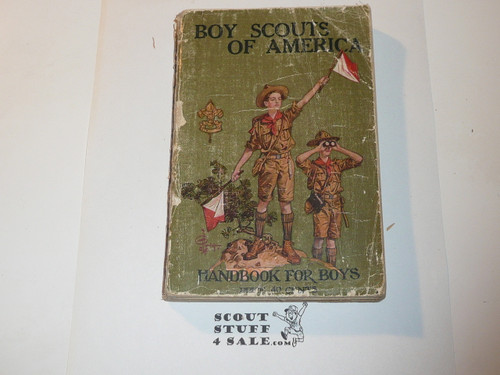 BOY SCOUTS
OF AMERICA
HANDBOOK FOR BOYS
SCOUT
STUFF
4 SALE.com